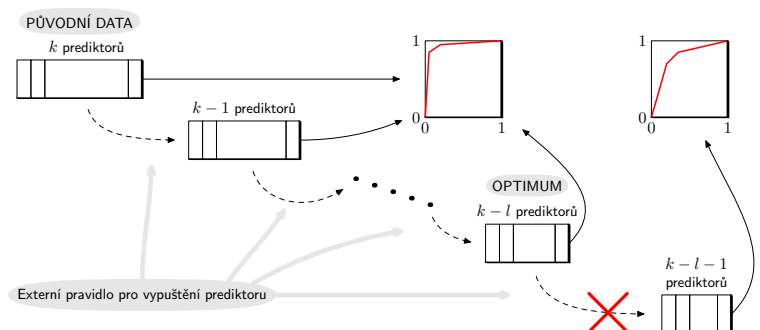 PŮVODNÍ DATA
k prediktorů
k − 1 prediktorů
1
0
0
1
1
0
0
1
OPTIMUM
k − l prediktorů
k − l − 1
prediktorů
Externí pravidlo pro vypuštění prediktoru